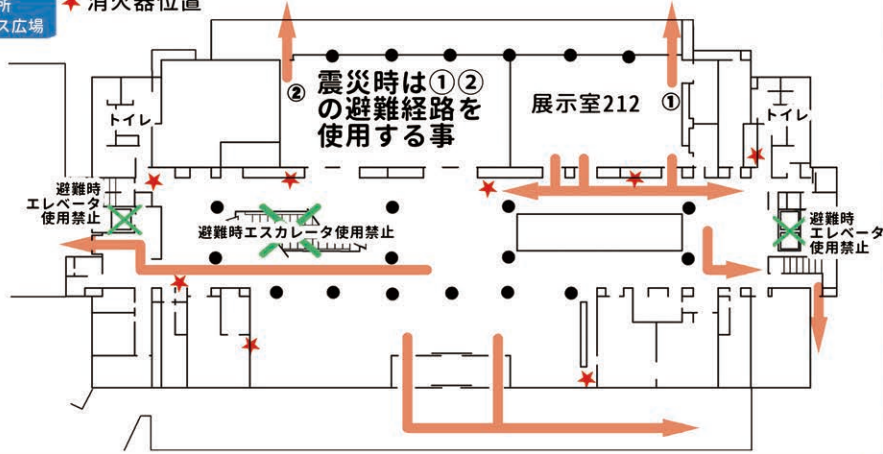 所
ス広場
★ 消火器位置
② 震災時は①②
の避難経路を
使用する事
展示室212 ①
トイレ
トイレ
避難時
エレベータ
使用禁止
避難時エスカレータ使用禁止
避難時
エレベータ
使用禁止